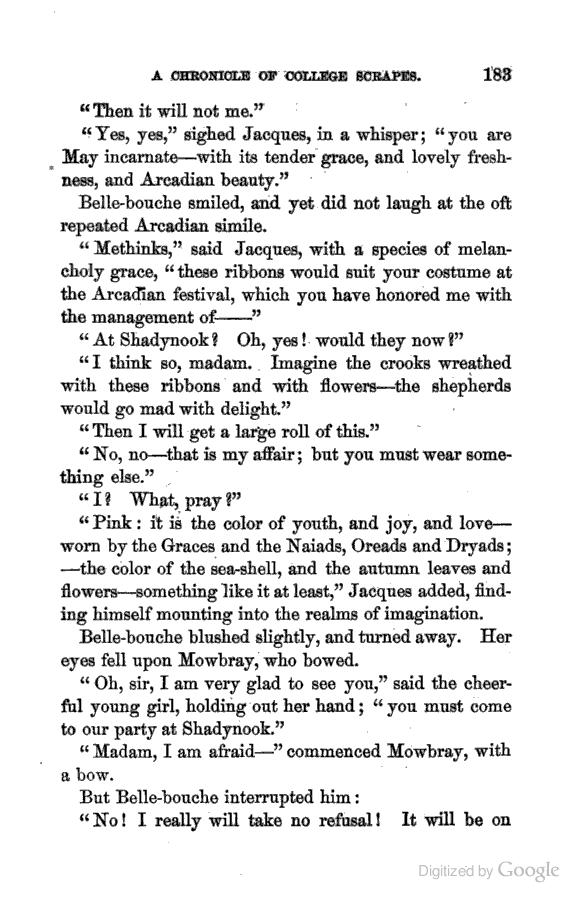 A CHRONICLE OF COLLEGE SCRAPES. 183
“Then it will not me.”
“Yes, yes,” sighed Jacques, in a whisper; “you are
May incarnate—with its tender grace, and lovely fresh-
ness, and Arcadian beauty.”
Belle-bouche smiled, and yet did not laugh at the oft
repeated Arcadian simile.
“Methinks,” said Jacques, with a species of melan-
choly grace, “these ribbons would suit your costume at
the Arcadian festival, which you have honored me with
the management of——”
“At Shadynook? Oh, yes! would they now?”
“I think so, madam. Imagine the crooks wreathed
with these ribbons and with flowers—the shepherds
would go mad with delight.”
“Then I will get a large roll of this.”
“No, no—that is my affair; but you must wear some-
thing else.”
“I? What, pray?”
“Pink: it is the color of youth, and joy, and love—
worn by the Graces and the Naiads, Oreads and Dryads;
—the color of the sea-shell, and the autumn leaves and
flowers—something like it at least,” Jacques added, find-
ing himself mounting into the realms of imagination.
Belle-bouche blushed slightly, and turned away. Her
eyes fell upon Mowbray, who bowed.
“Oh, sir, I am very glad to see you,” said the cheer-
ful young girl, holding out her hand; “you must come
to our party at Shadynook.”
“Madam, I am afraid—” commenced Mowbray, with
a bow.
But Belle-bouche interrupted him:
“No! I really will take no refusal! It will be on
Digitized by Google